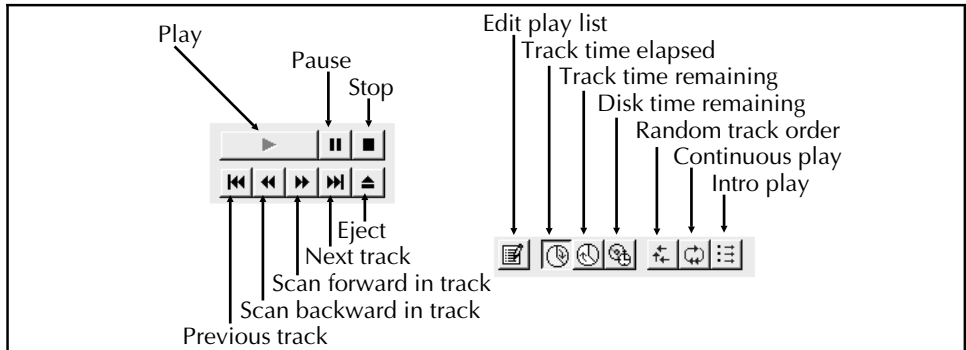 Play
Pause
Stop
Eject
Next track
Scan forward in track
Scan backward in track
Previous track
Edit play list
Track time elapsed
Track time remaining
Disk time remaining
Random track order
Continuous play
Intro play